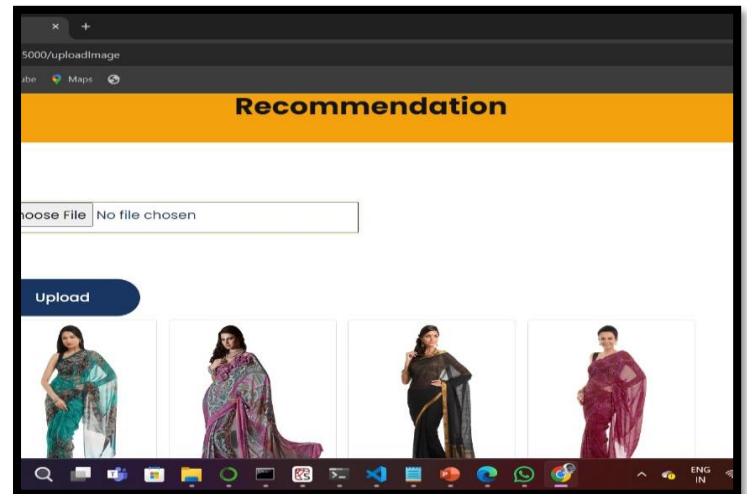 × +
5000/uploadImage
ube Maps
Recommendation
hoose File No file chosen
Upload
ENG
IN